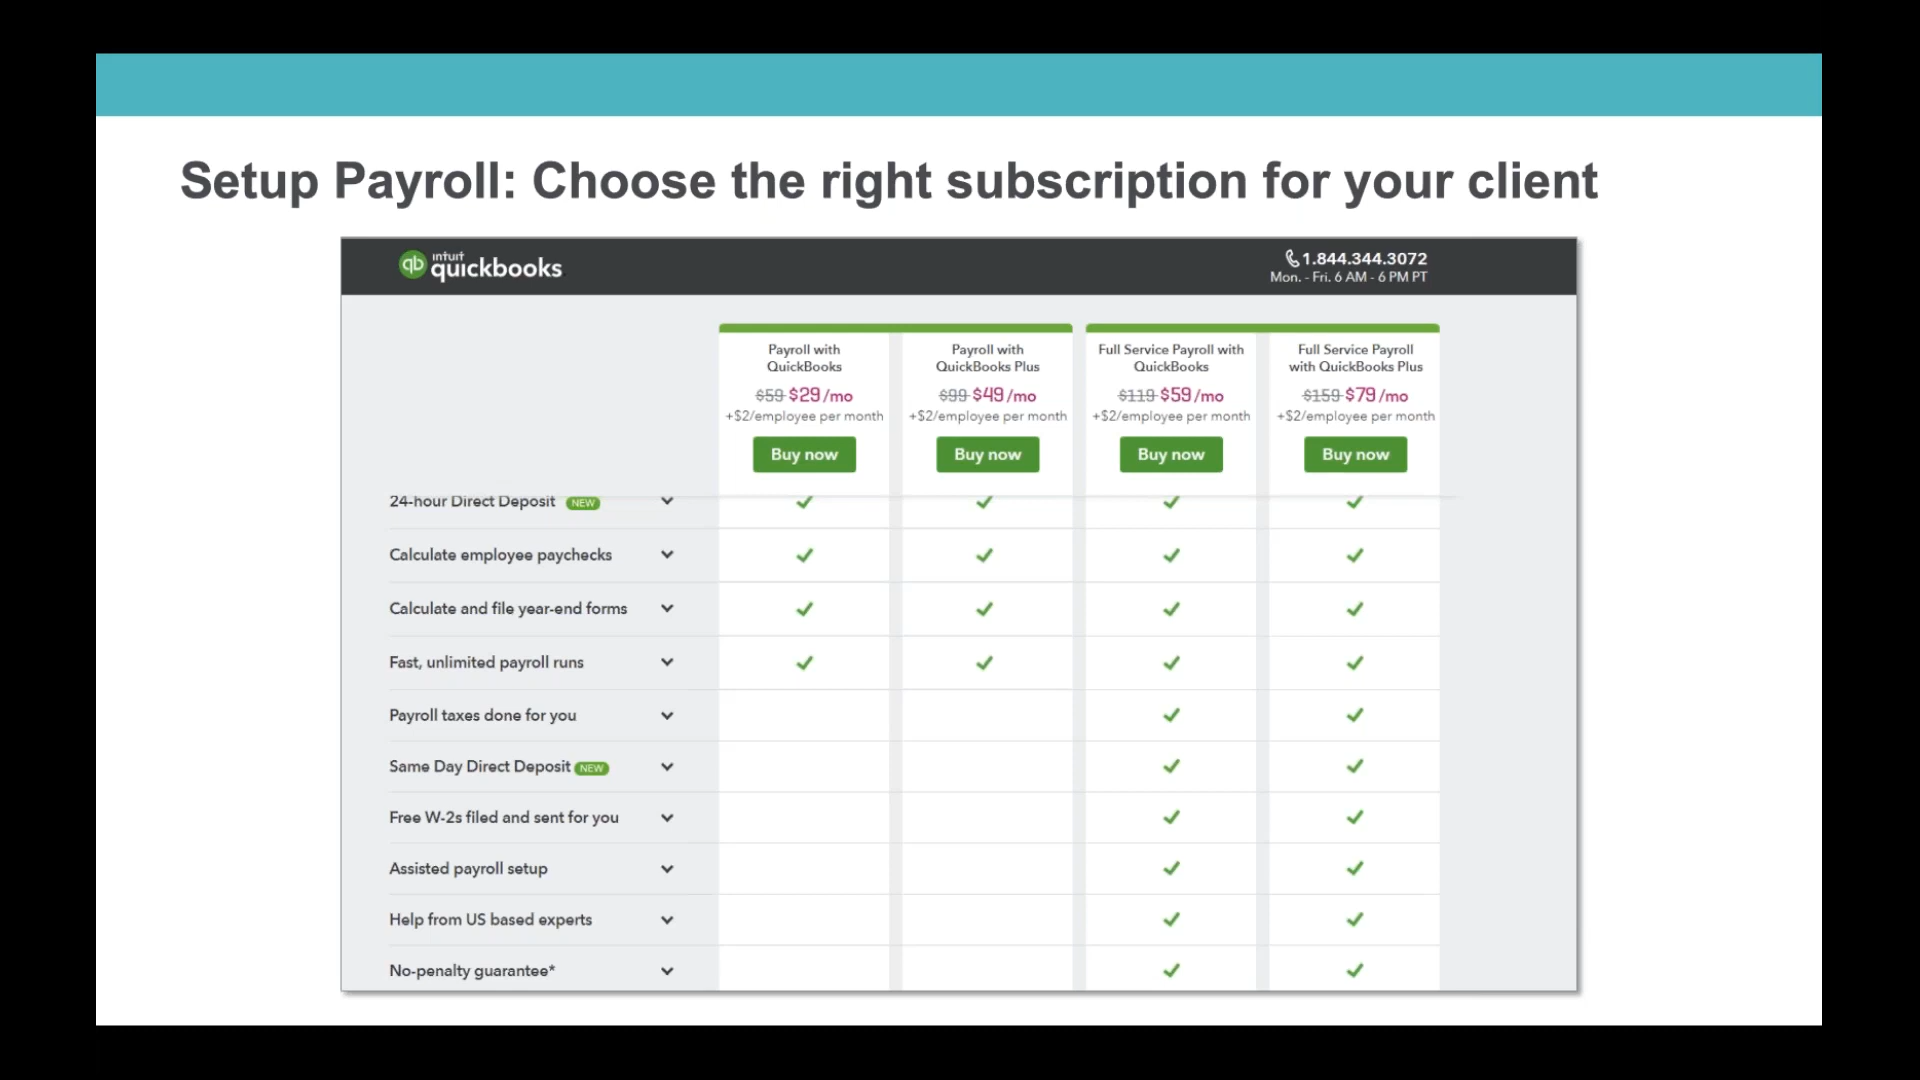 Setup Payroll: Choose the right subscription for your client
qb intuit quickbooks
1.844.344.3072
Mon. - Fri. 6 AM - 6 PM PT
Payroll with QuickBooks
$59 $29/mo
+$2/employee per month
Buy now
Payroll with QuickBooks Plus
$99 $49/mo
+$2/employee per month
Buy now
Full Service Payroll with QuickBooks
$119 $59/mo
+$2/employee per month
Buy now
Full Service Payroll with QuickBooks Plus
$159 $79/mo
+$2/employee per month
Buy now
24-hour Direct Deposit NEW
Calculate employee paychecks
Calculate and file year-end forms
Fast, unlimited payroll runs
Payroll taxes done for you
Same Day Direct Deposit NEW
Free W-2s filed and sent for you
Assisted payroll setup
Help from US based experts
No-penalty guarantee*